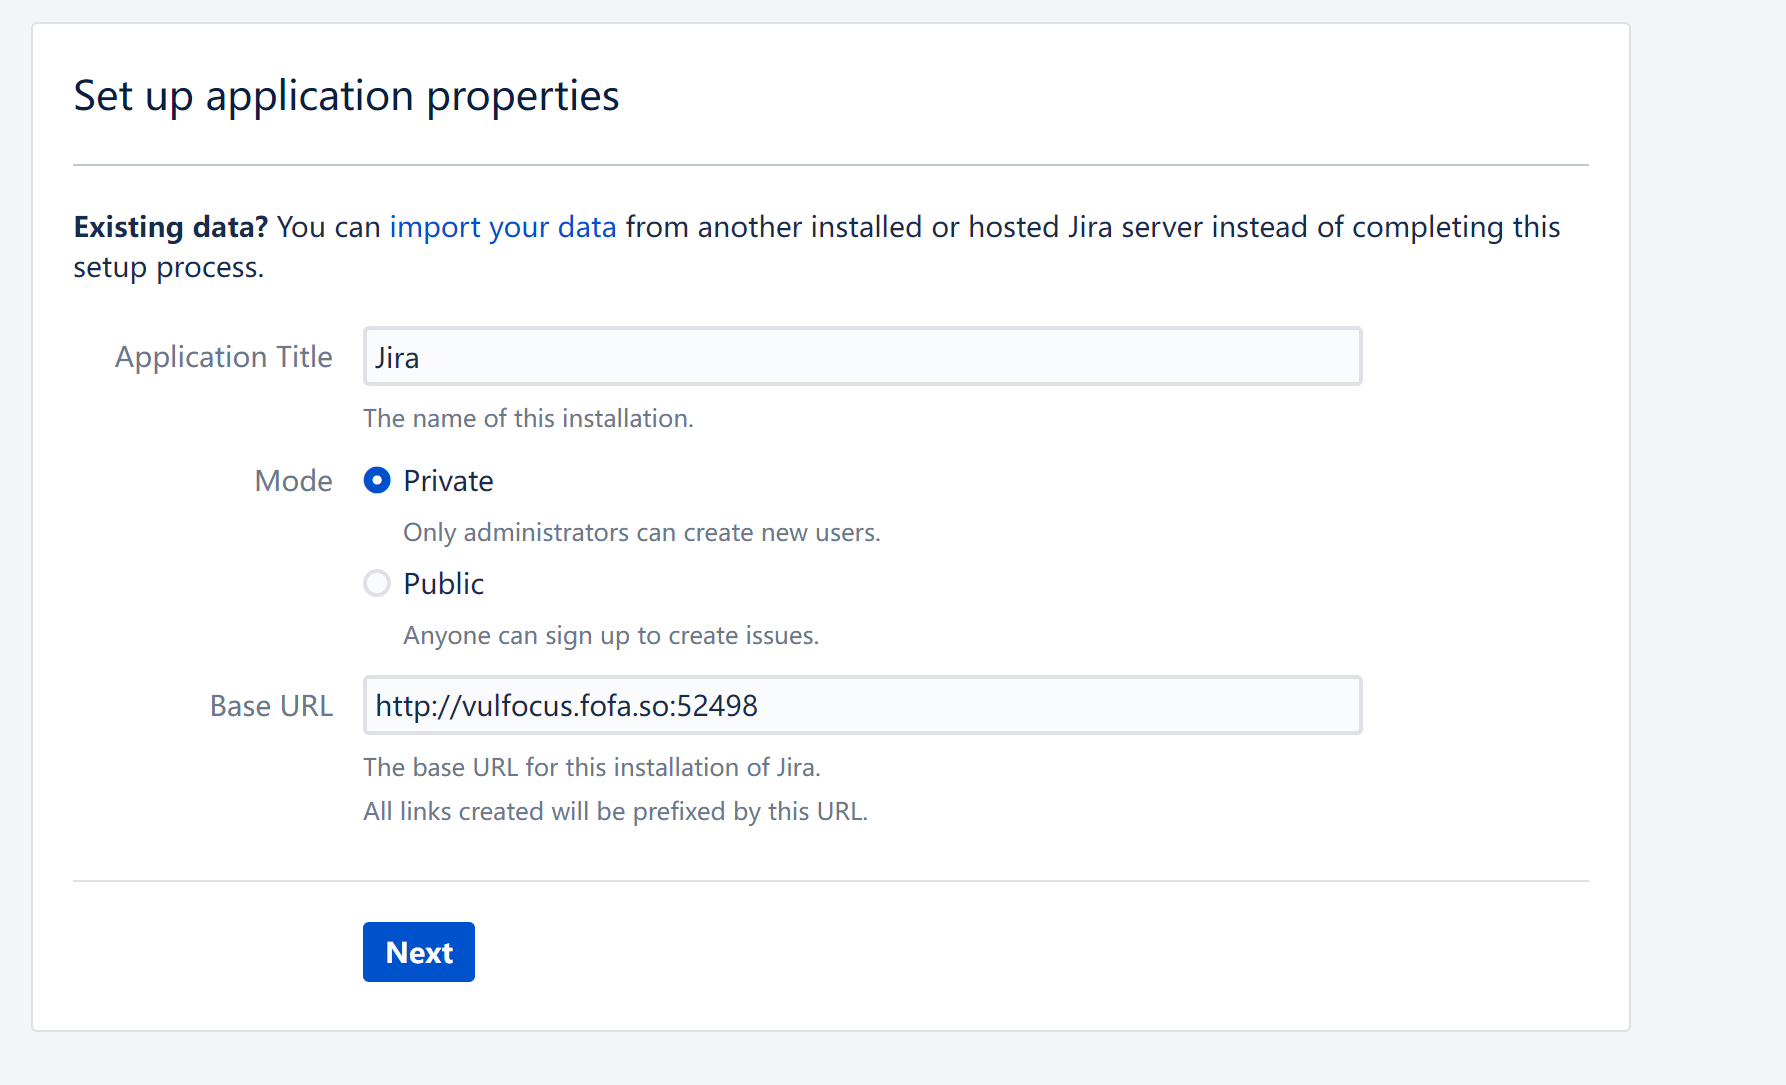 Set up application properties
Existing data? You can import your data from another installed or hosted Jira server instead of completing this
setup process.
Application Title
Jira
The name of this installation.
Mode
Private
Only administrators can create new users.
Public
Anyone can sign up to create issues.
Base URL
http://vulfocus.fofa.so:52498
The base URL for this installation of Jira.
All links created will be prefixed by this URL.
Next